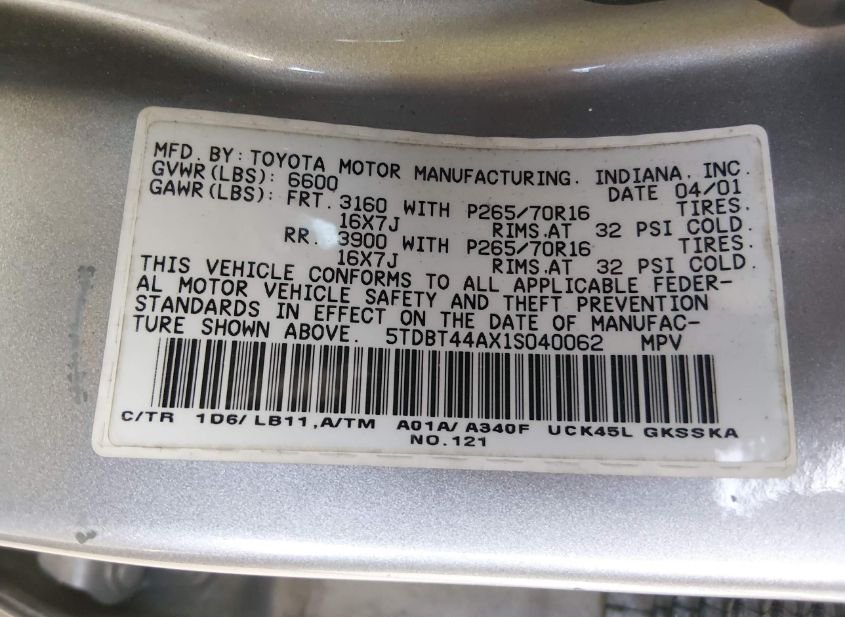 MFD. BY: TOYOTA MOTOR MANUFACTURING, INDIANA, INC.
GVWR(LBS): 6600 DATE 04/01
GAWR(LBS): FRT. 3160 WITH P265/70R16 TIRES.
16X7J RIMS.AT 32 PSI COLD.
RR. 3900 WITH P265/70R16 TIRES.
16X7J RIMS.AT 32 PSI COLD.
THIS VEHICLE CONFORMS TO ALL APPLICABLE FEDER-
AL MOTOR VEHICLE SAFETY AND THEFT PREVENTION
STANDARDS IN EFFECT ON THE DATE OF MANUFAC-
TURE SHOWN ABOVE. 5TDBT44AX1S040062 MPV
C/TR 1D6/ LB11,A/TM A01A/ A340F UCK45L GKSSKA
NO.121